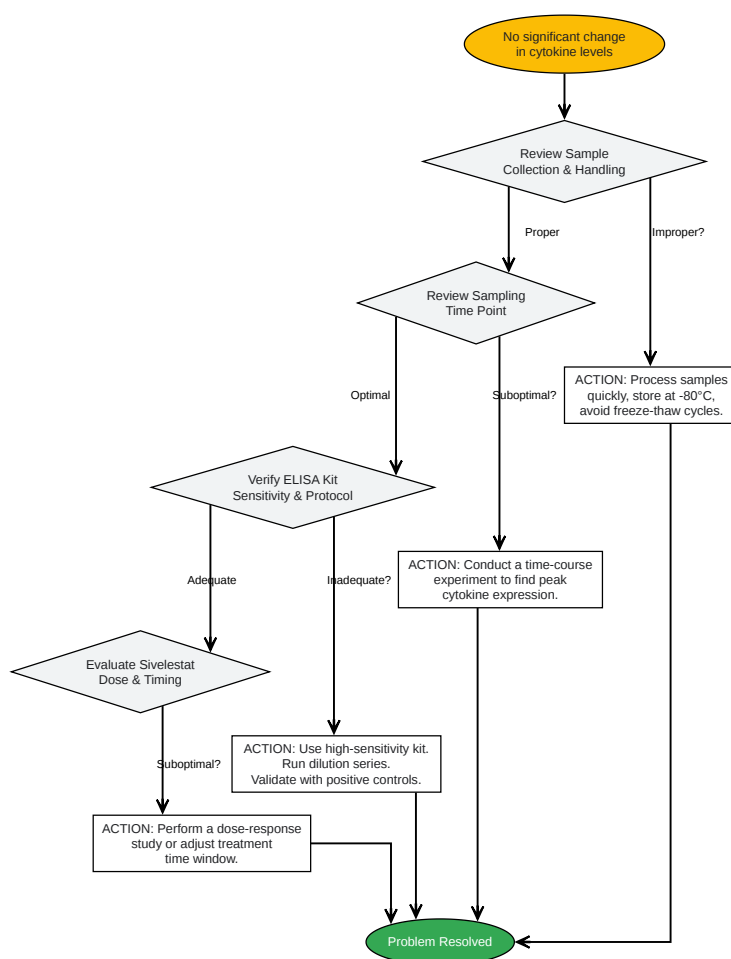 No significant change
in cytokine levels
Review Sample
Collection & Handling
Proper
Improper?
Review Sampling
Time Point
Optimal
Suboptimal?
ACTION: Process samples
quickly, store at -80°C,
avoid freeze-thaw cycles.
Verify ELISA Kit
Sensitivity & Protocol
Adequate
Inadequate?
ACTION: Conduct a time-course
experiment to find peak
cytokine expression.
Evaluate Sivelestat
Dose & Timing
Suboptimal?
ACTION: Use high-sensitivity kit.
Run dilution series.
Validate with positive controls.
ACTION: Perform a dose-response
study or adjust treatment
time window.
Problem Resolved